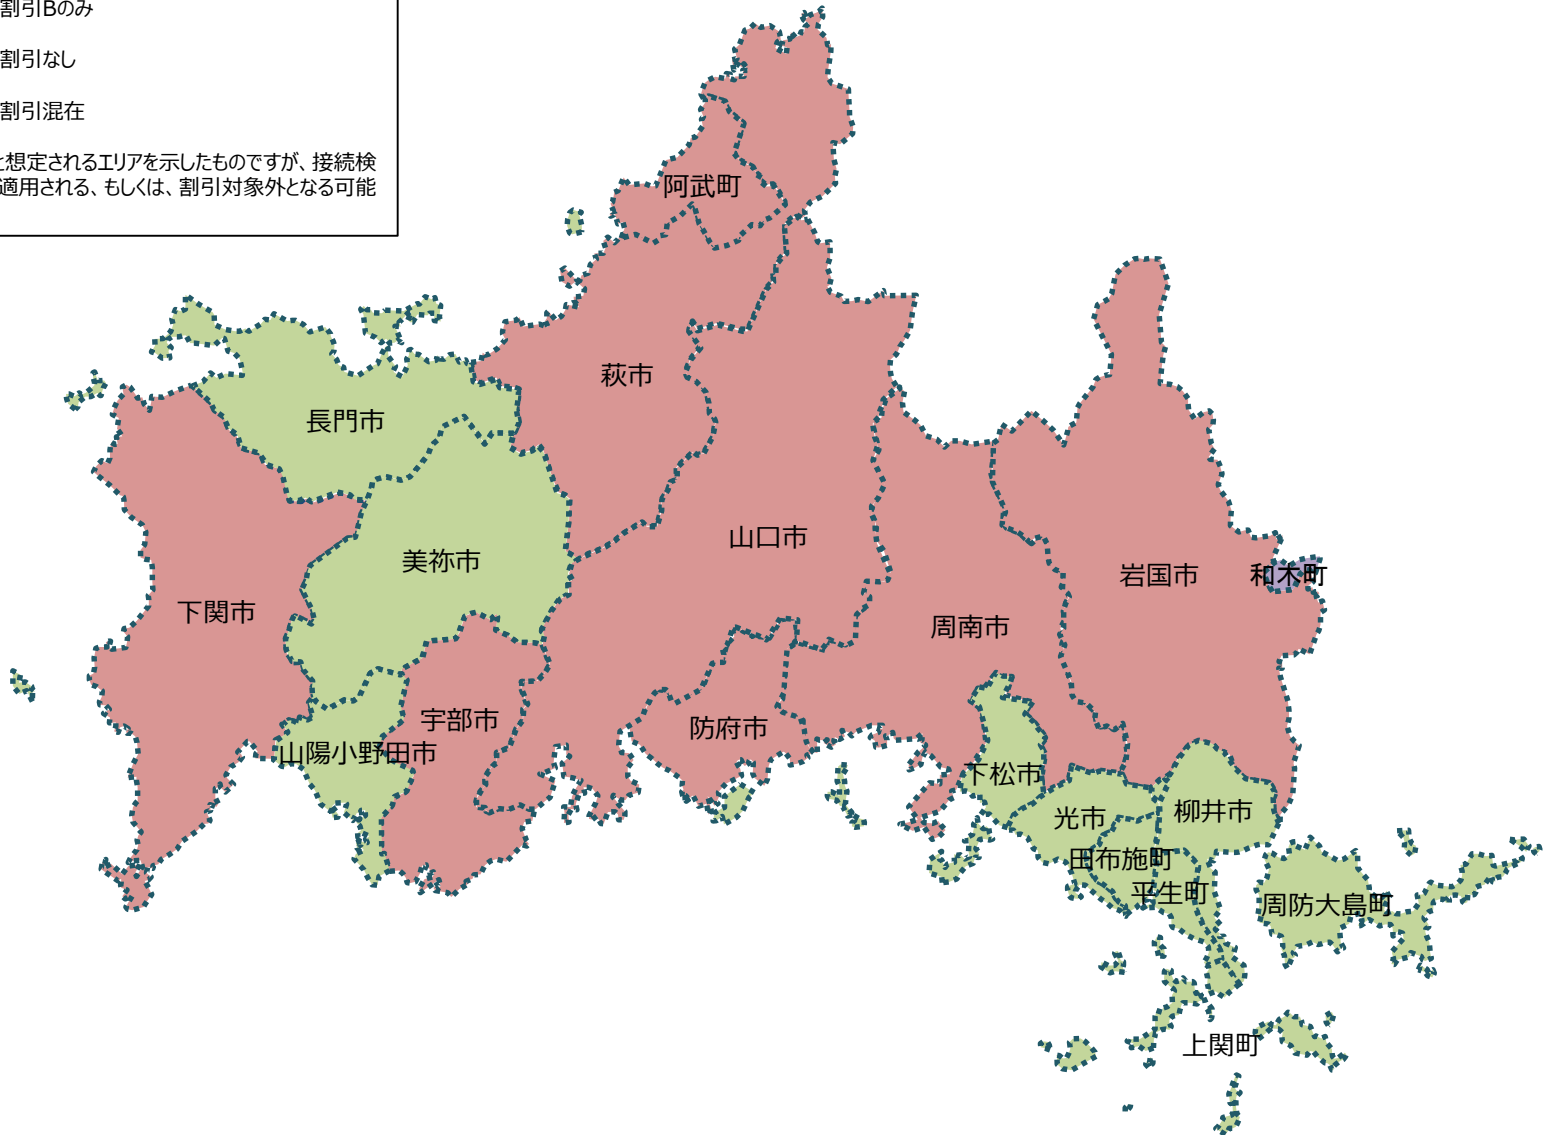 割引Bのみ
割引なし
割引混在
と想定されるエリアを示したものですが、接続検
適用される、もしくは、割引対象外となる可能
阿武町
萩市
長門市
山口市
美祢市
岩国市
和木町
下関市
周南市
宇部市
防府市
山陽小野田市
下松市
柳井市
光市
田布施町
平生町
周防大島町
上関町